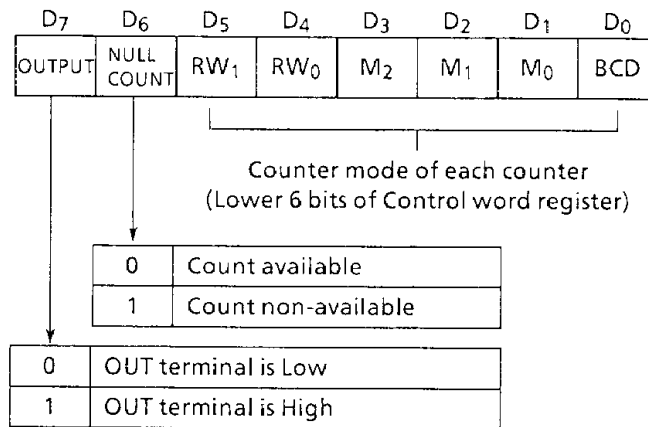 D7 D6 D5 D4 D3 D2 D1 D0
OUTPUT NULL COUNT RW1 RW0 M2 M1 M0 BCD
Counter mode of each counter
(Lower 6 bits of Control word register)
0 Count available
1 Count non-available
0 OUT terminal is Low
1 OUT terminal is High